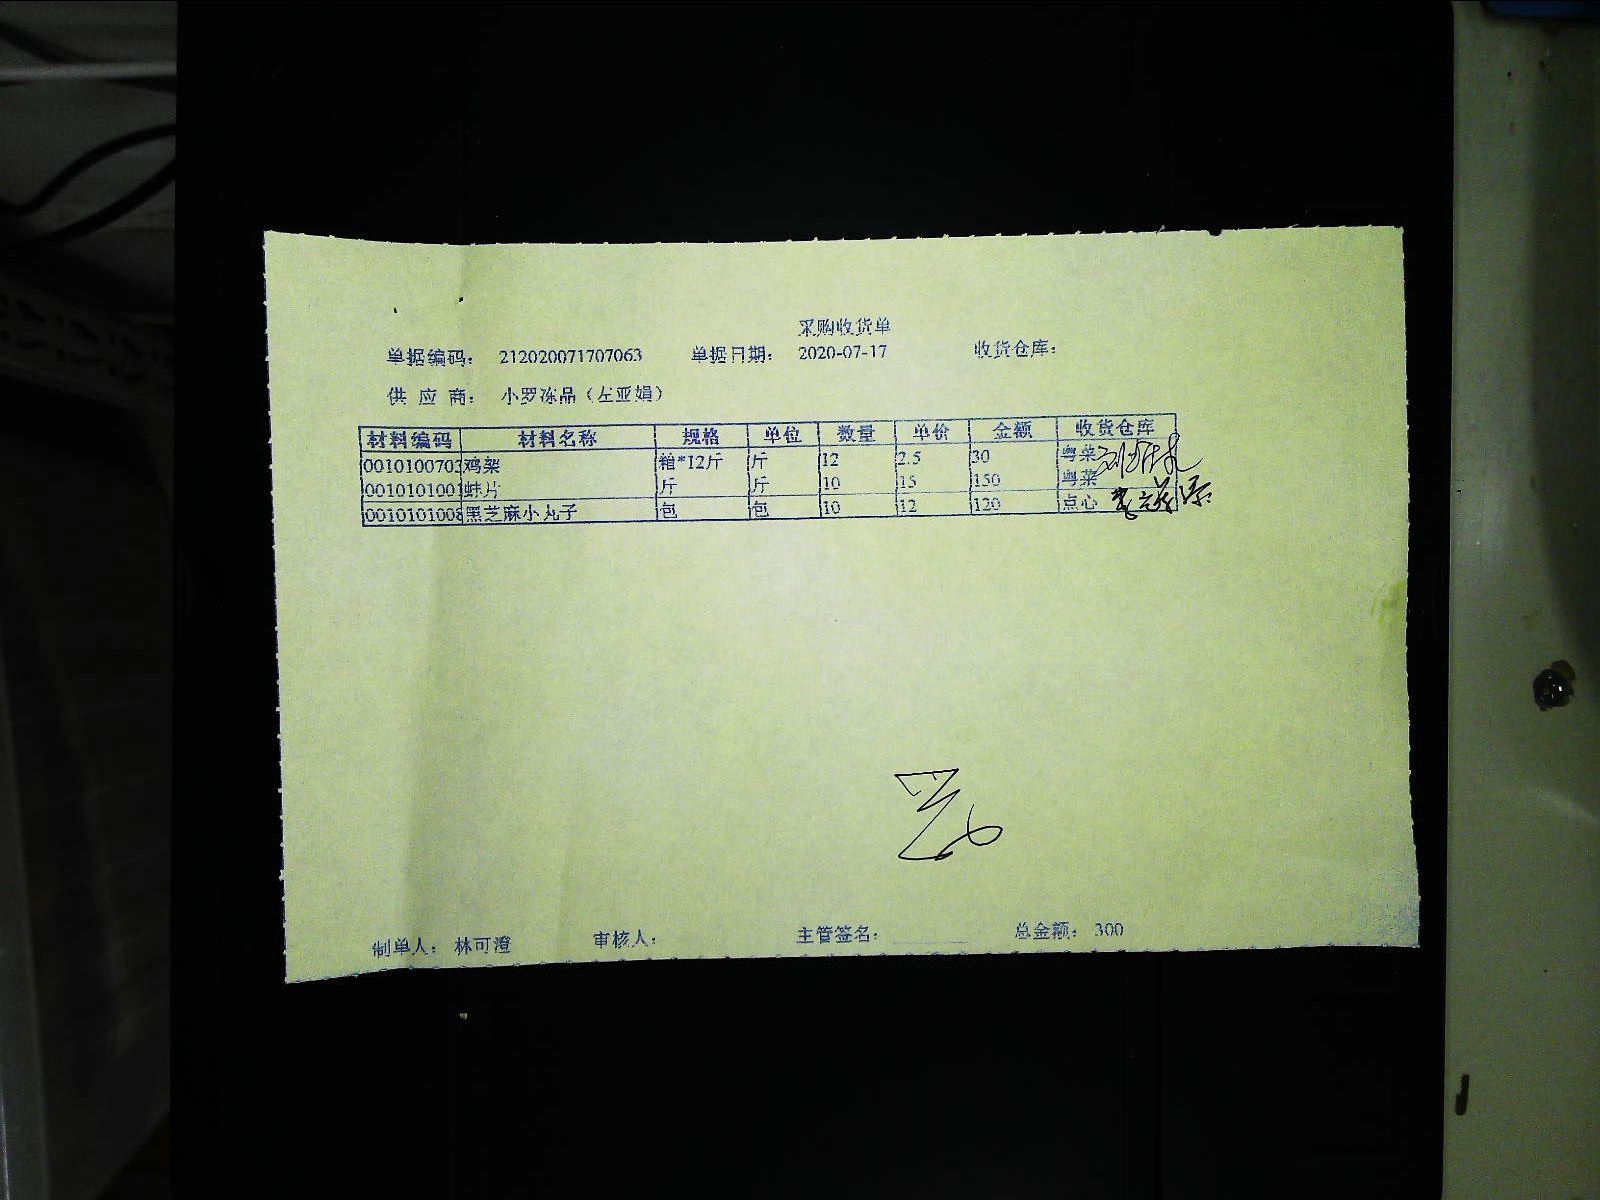 采购收货单
单据编码： 212020071707063 单据日期： 2020-07-17 收货仓库：
供 应 商： 小罗冻品（左亚娟）
材料编码 材料名称 规格 单位 数量 单价 金额 收货仓库
0010100703 鸡架 箱*12斤 斤 12 2.5 30 粤菜
0010101001 蚌片 斤 斤 10 15 150 粤菜
0010101008 黑芝麻小丸子 包 包 10 12 120 点心
制单人： 林可澄 审核人： 主管签名： 总金额： 300